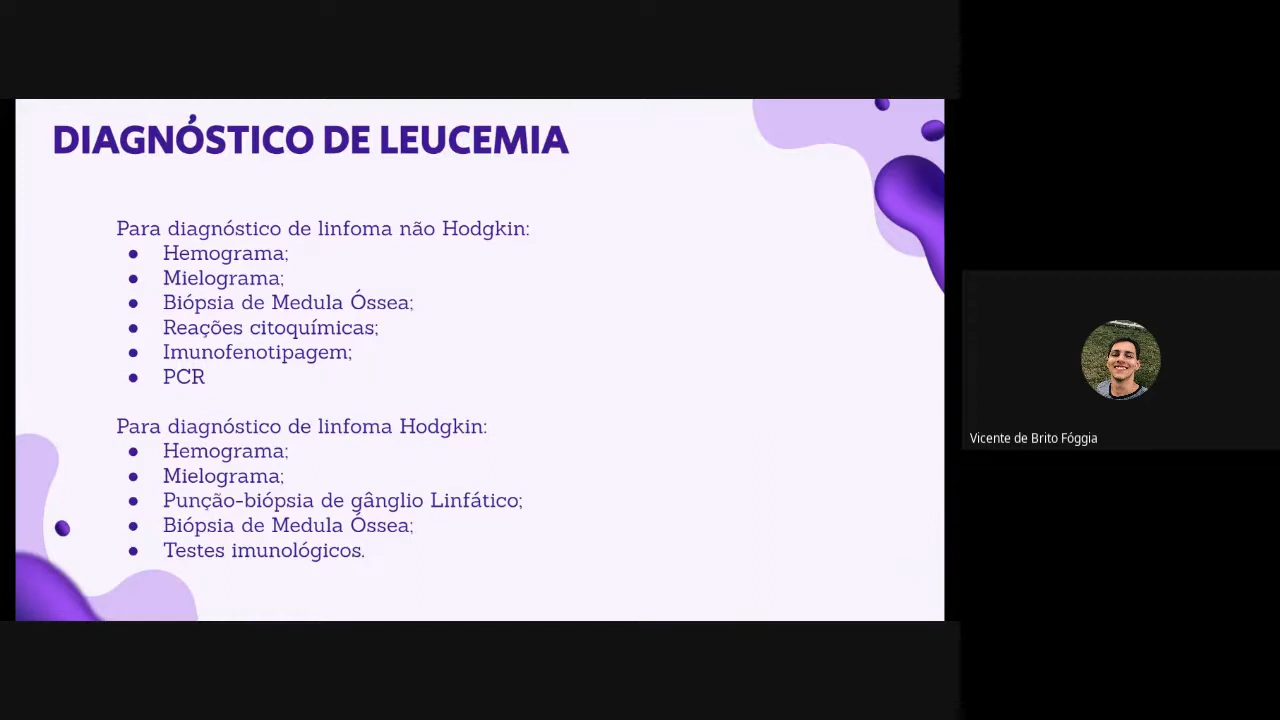 DIAGNÓSTICO DE LEUCEMIA
Para diagnóstico de linfoma não Hodgkin:
● Hemograma;
● Mielograma;
● Biópsia de Medula Óssea;
● Reações citoquímicas;
● Imunofenotipagem;
● PCR
Para diagnóstico de linfoma Hodgkin:
● Hemograma;
● Mielograma;
● Punção-biópsia de gânglio Linfático;
● Biópsia de Medula Óssea;
● Testes imunológicos.
Vicente de Brito Fóggia